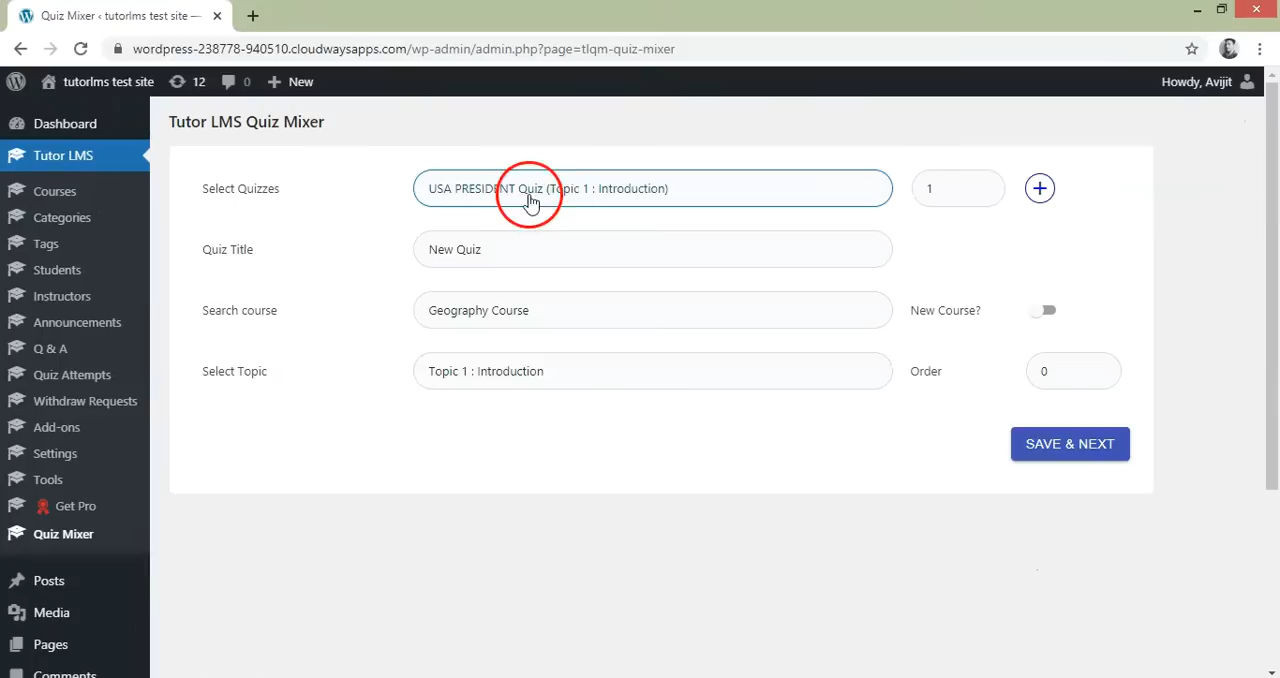 Quiz Mixer ‹ tutorlms test site —
wordpress-238778-940510.cloudwaysapps.com/wp-admin/admin.php?page=tlqm-quiz-mixer
tutorlms test site 12 0 New Howdy, Avijit
Dashboard
Tutor LMS
Courses
Categories
Tags
Students
Instructors
Announcements
Q & A
Quiz Attempts
Withdraw Requests
Add-ons
Settings
Tools
Get Pro
Quiz Mixer
Posts
Media
Pages
Comments
Tutor LMS Quiz Mixer
Select Quizzes USA PRESIDENT Quiz (Topic 1 : Introduction) 1
Quiz Title New Quiz
Search course Geography Course New Course?
Select Topic Topic 1 : Introduction Order 0
SAVE & NEXT